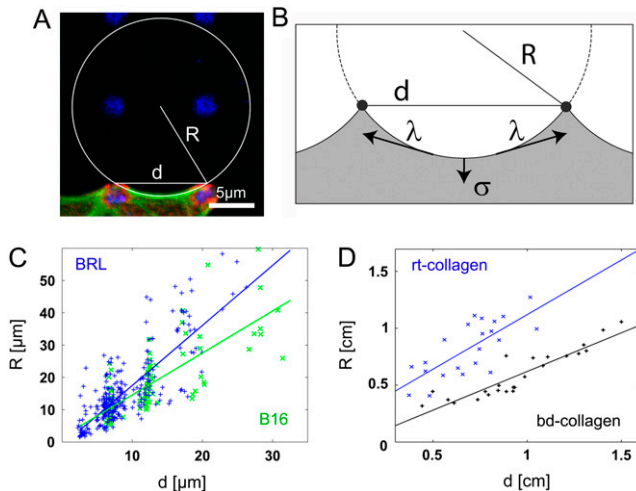 A
R
d
5μm
B
R
d
λ
λ
σ
C
BRL
B16
R [μm]
50
40
30
20
10
0
0
10
20
30
d [μm]
D
rt-collagen
bd-collagen
R [cm]
1.5
1
0.5
0
0.5
1
1.5
d [cm]